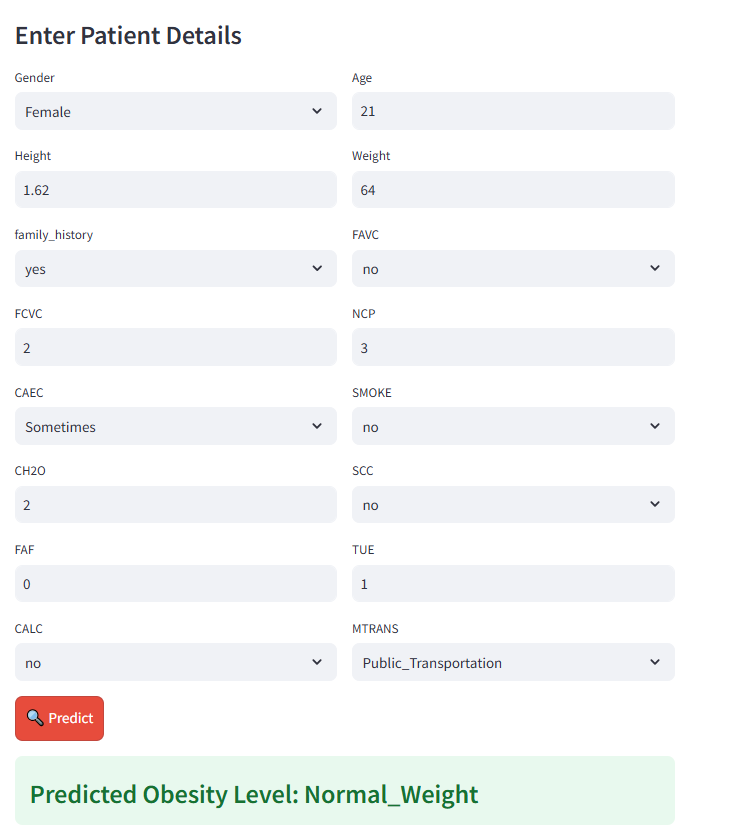 Enter Patient Details
Gender Age
Female 21
Height Weight
1.62 64
family_history FAVC
yes no
FCVC NCP
2 3
CAEC SMOKE
Sometimes no
CH2O SCC
2 no
FAF TUE
0 1
CALC MTRANS
no Public_Transportation
Predict
Predicted Obesity Level: Normal_Weight